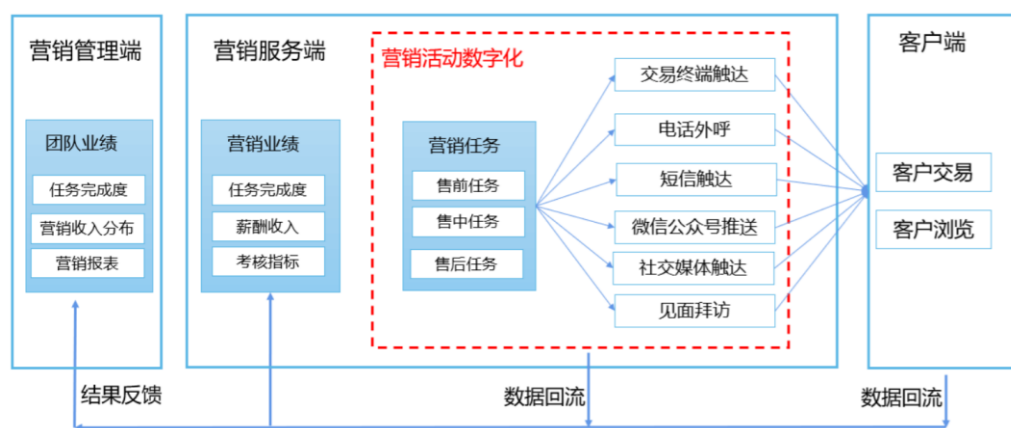 营销管理端
团队业绩
任务完成度
营销收入分布
营销报表
营销服务端
营销业绩
任务完成度
薪酬收入
考核指标
营销活动数字化
营销任务
售前任务
售中任务
售后任务
交易终端触达
电话外呼
短信触达
微信公众号推送
社交媒体触达
见面拜访
客户端
客户交易
客户浏览
结果反馈
数据回流
数据回流